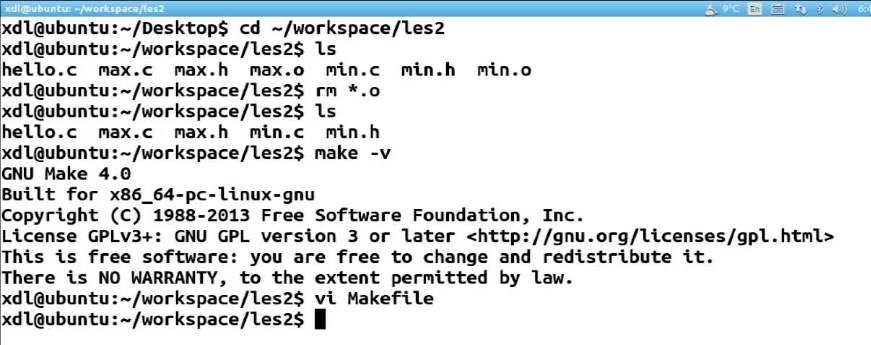 xdl@ubuntu: ~/workspace/les2
9°C En
xdl@ubuntu:~/Desktop$ cd ~/workspace/les2
xdl@ubuntu:~/workspace/les2$ ls
hello.c  max.c  max.h  max.o  min.c  min.h  min.o
xdl@ubuntu:~/workspace/les2$ rm *.o
xdl@ubuntu:~/workspace/les2$ ls
hello.c  max.c  max.h  min.c  min.h
xdl@ubuntu:~/workspace/les2$ make -v
GNU Make 4.0
Built for x86_64-pc-linux-gnu
Copyright (C) 1988-2013 Free Software Foundation, Inc.
License GPLv3+: GNU GPL version 3 or later <http://gnu.org/licenses/gpl.html>
This is free software: you are free to change and redistribute it.
There is NO WARRANTY, to the extent permitted by law.
xdl@ubuntu:~/workspace/les2$ vi Makefile
xdl@ubuntu:~/workspace/les2$